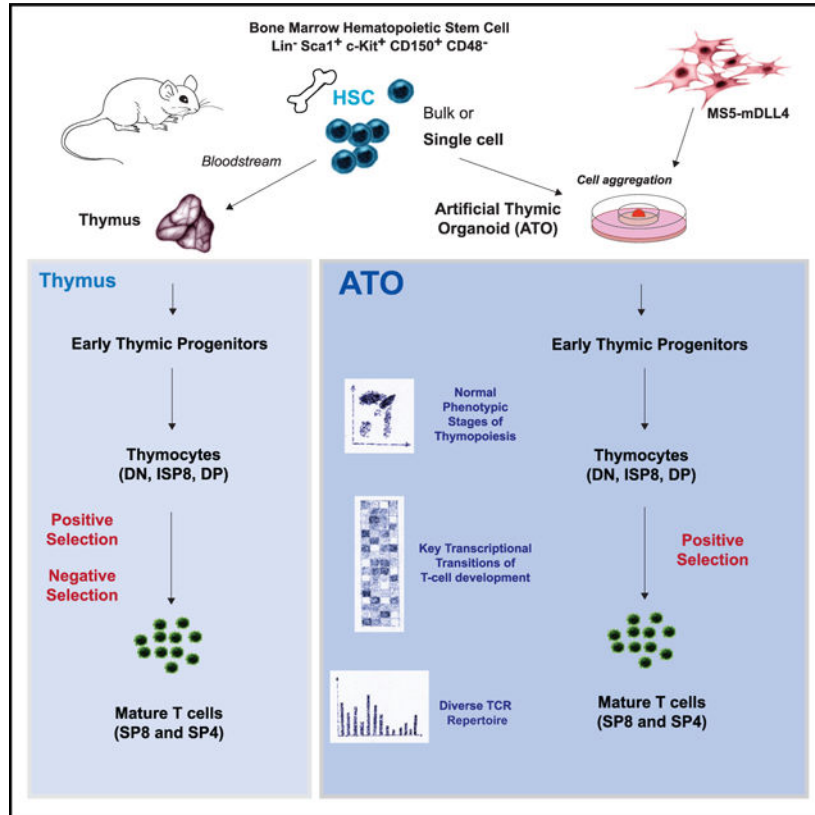 Bone Marrow Hematopoietic Stem Cell
Lin⁻ Sca1⁺ c-Kit⁺ CD150⁺ CD48⁻
HSC
Bulk or
Single cell
MS5-mDLL4
Bloodstream
Cell aggregation
Thymus
Artificial Thymic
Organoid (ATO)
Thymus
Early Thymic Progenitors
Thymocytes
(DN, ISP8, DP)
Positive
Selection
Negative
Selection
Mature T cells
(SP8 and SP4)
ATO
Early Thymic Progenitors
Normal
Phenotypic
Stages of
Thymopoiesis
Thymocytes
(DN, ISP8, DP)
Key Transcriptional
Transitions of
T-cell development
Positive
Selection
Diverse TCR
Repertoire
Mature T cells
(SP8 and SP4)